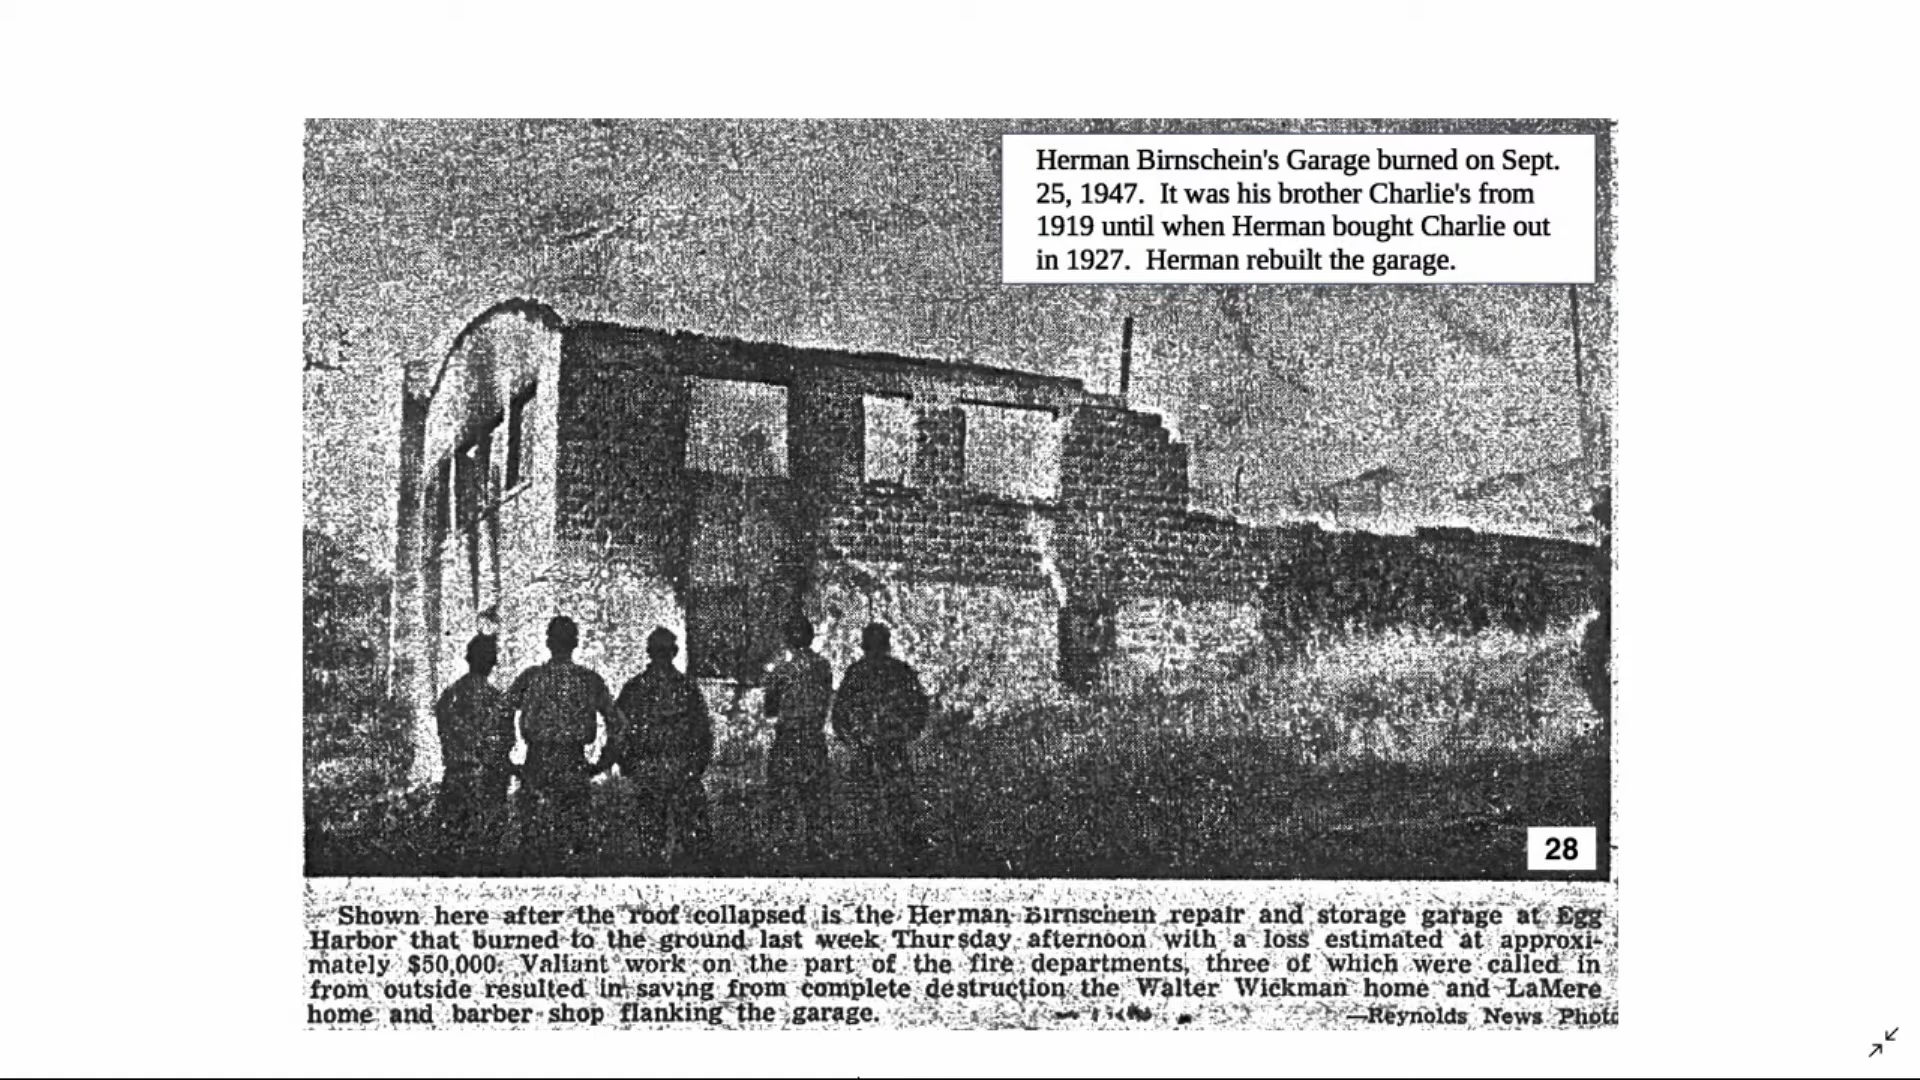 Herman Birnschein's Garage burned on Sept.
25, 1947. It was his brother Charlie's from
1919 until when Herman bought Charlie out
in 1927. Herman rebuilt the garage.
28
Shown here after the roof collapsed is the Herman Birnschein repair and storage garage at Egg
Harbor that burned to the ground last week Thursday afternoon with a loss estimated at approxi-
mately $50,000. Valiant work on the part of the fire departments, three of which were called in
from outside resulted in saving from complete destruction the Walter Wickman home and LaMere
home and barber shop flanking the garage.
—Reynolds News Photo